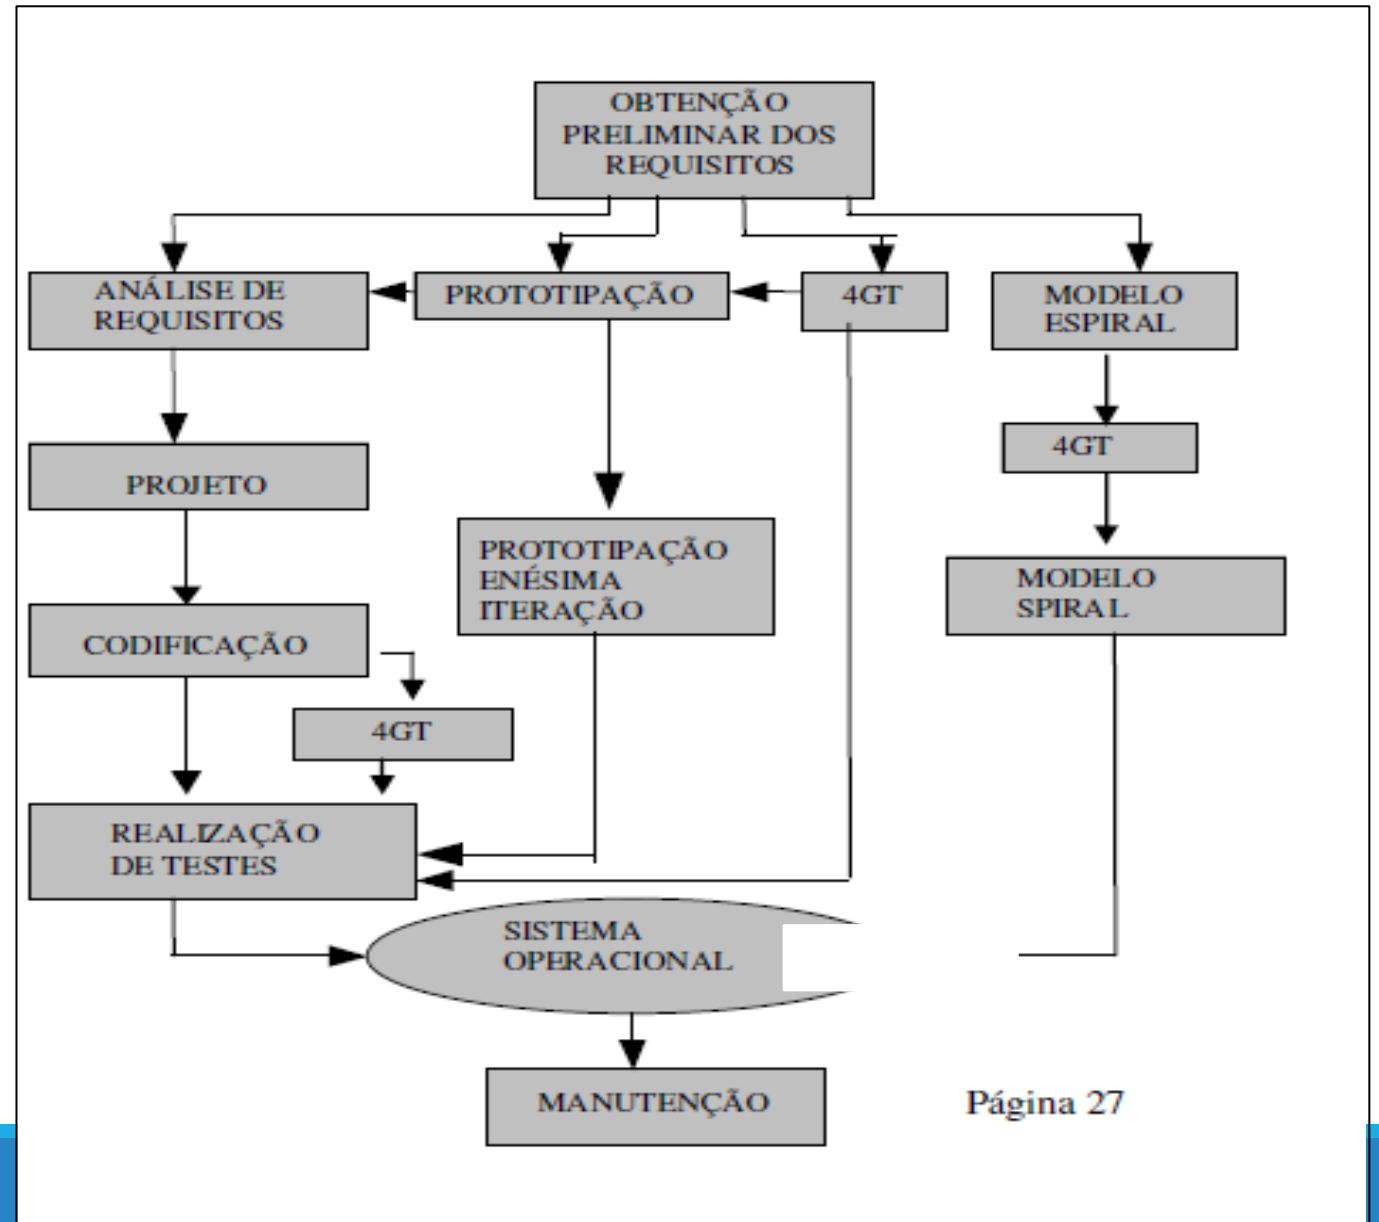 OBTENÇÃO
PRELIMINAR DOS
REQUISITOS
ANÁLISE DE
REQUISITOS
PROTOTIPAÇÃO
4GT
MODELO
ESPIRAL
4GT
PROJETO
PROTOTIPAÇÃO
ENÉSIMA
ITERAÇÃO
MODELO
SPIRAL
CODIFICAÇÃO
4GT
REALIZAÇÃO
DE TESTES
SISTEMA
OPERACIONAL
MANUTENÇÃO
Página 27